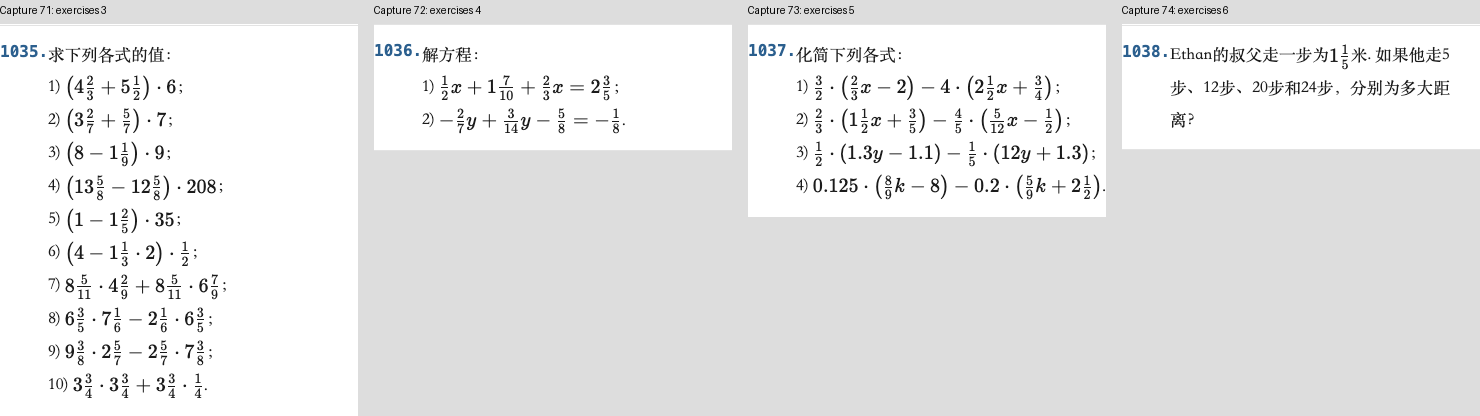 Capture 71: exercises 3
1035. 求下列各式的值:
1) (4 2/3 + 5 1/2) · 6;
2) (3 2/7 + 5/7) · 7;
3) (8 − 1 1/9) · 9;
4) (13 5/8 − 12 5/8) · 208;
5) (1 − 1 2/5) · 35;
6) (4 − 1 1/3 · 2) · 1/2;
7) 8 5/11 · 4 2/9 + 8 5/11 · 6 7/9;
8) 6 3/5 · 7 1/6 − 2 1/6 · 6 3/5;
9) 9 3/8 · 2 5/7 − 2 5/7 · 7 3/8;
10) 3 3/4 · 3 3/4 + 3 3/4 · 1/4.
Capture 72: exercises 4
1036. 解方程:
1) 1/2 x + 1 7/10 + 2/3 x = 2 3/5;
2) −2/7 y + 3/14 y − 5/8 = −1/8.
Capture 73: exercises 5
1037. 化简下列各式:
1) 3/2 · (2/3 x − 2) − 4 · (2 1/2 x + 3/4);
2) 2/3 · (1 1/2 x + 3/5) − 4/5 · (5/12 x − 1/2);
3) 1/2 · (1.3y − 1.1) − 1/5 · (12y + 1.3);
4) 0.125 · (8/9 k − 8) − 0.2 · (5/9 k + 2 1/2).
Capture 74: exercises 6
1038. Ethan的叔父走一步为1 1/5 米. 如果他走5
步、12步、20步和24步，分别为多大距
离?